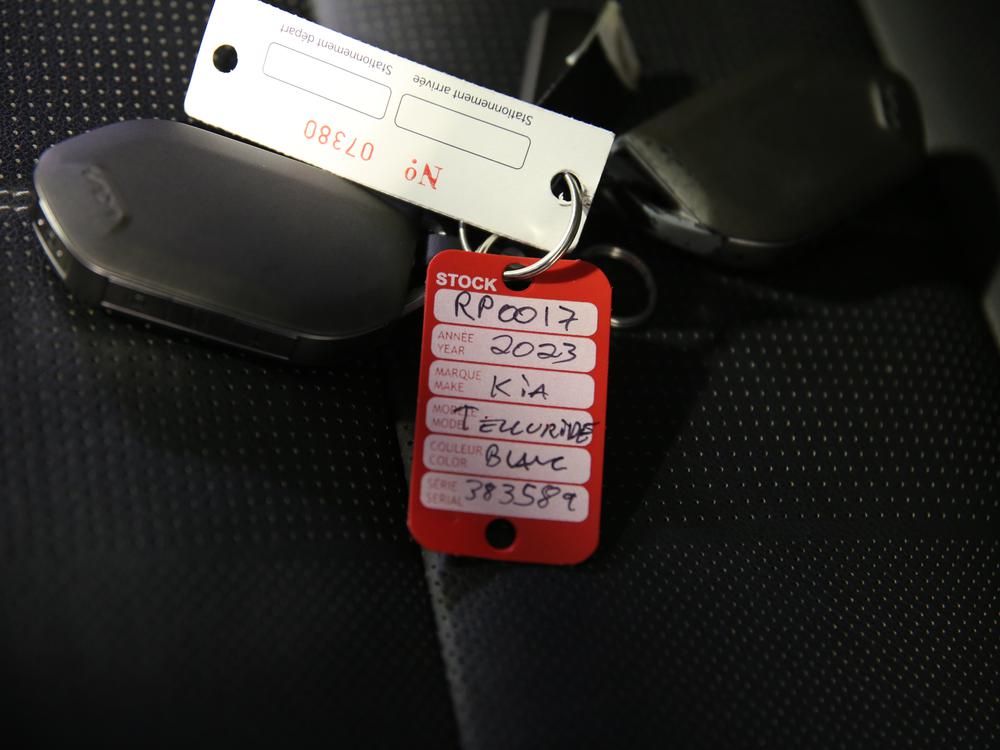 Stationnement départ
Stationnement arrivée
Nº 07380
STOCK
RP0017
ANNÉE
YEAR
2023
MARQUE
MAKE
KiA
MODÈLE
MODEL
TELLURIDE
COULEUR
COLOR
BLANC
SÉRIE
SERIAL
383589